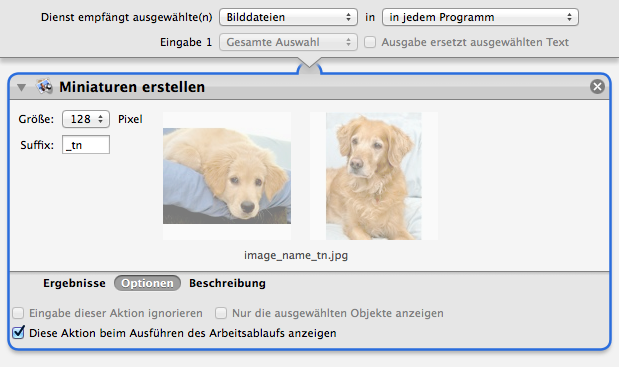 Dienst empfängt ausgewählte(n) Bilddateien in in jedem Programm
Eingabe 1 Gesamte Auswahl Ausgabe ersetzt ausgewählten Text
Miniaturen erstellen
Größe: 128 Pixel
Suffix: _tn
image_name_tn.jpg
Ergebnisse Optionen Beschreibung
Eingabe dieser Aktion ignorieren Nur die ausgewählten Objekte anzeigen
Diese Aktion beim Ausführen des Arbeitsablaufs anzeigen